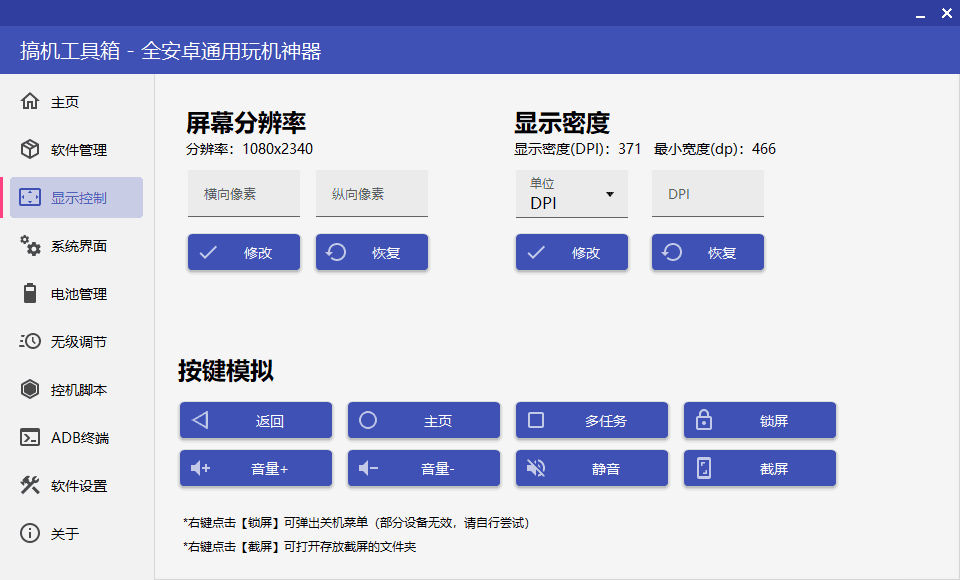 搞机工具箱 - 全安卓通用玩机神器
主页
软件管理
显示控制
系统界面
电池管理
无级调节
控机脚本
ADB终端
软件设置
关于
屏幕分辨率
分辨率：1080x2340
横向像素
纵向像素
修改
恢复
显示密度
显示密度(DPI)：371 最小宽度(dp)：466
单位
DPI
DPI
修改
恢复
按键模拟
返回
主页
多任务
锁屏
音量+
音量-
静音
截屏
*右键点击【锁屏】可弹出关机菜单（部分设备无效，请自行尝试）
*右键点击【截屏】可打开存放截屏的文件夹